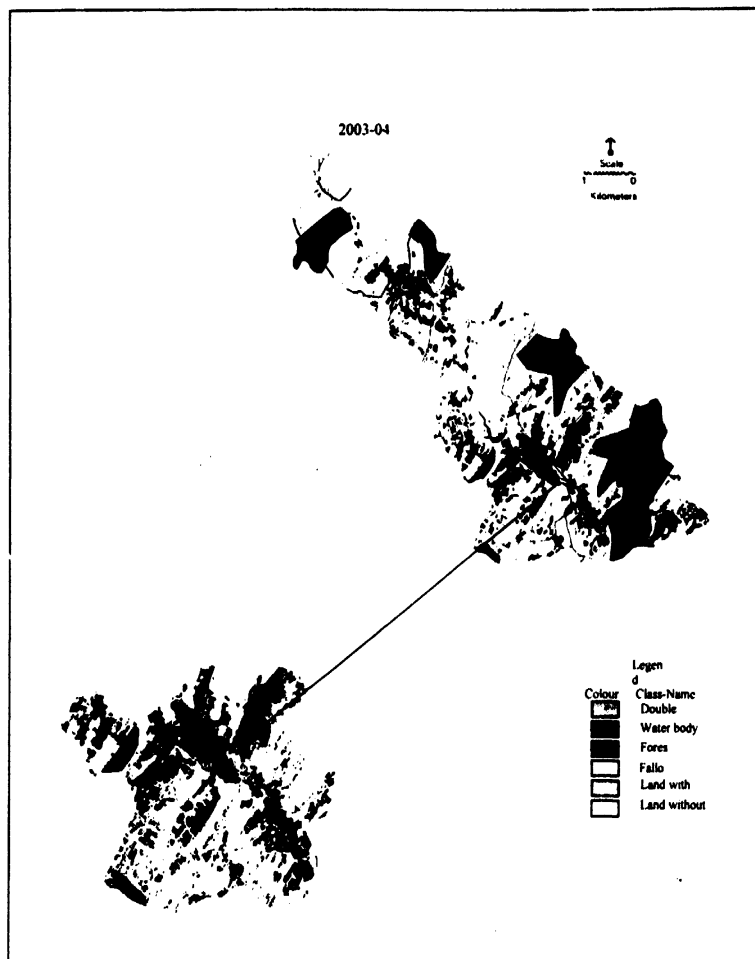 2003-04
Scale
1 0
Kilometers
Legen
d
Colour Class-Name
Double
Water body
Fores
Fallo
Land with
Land without